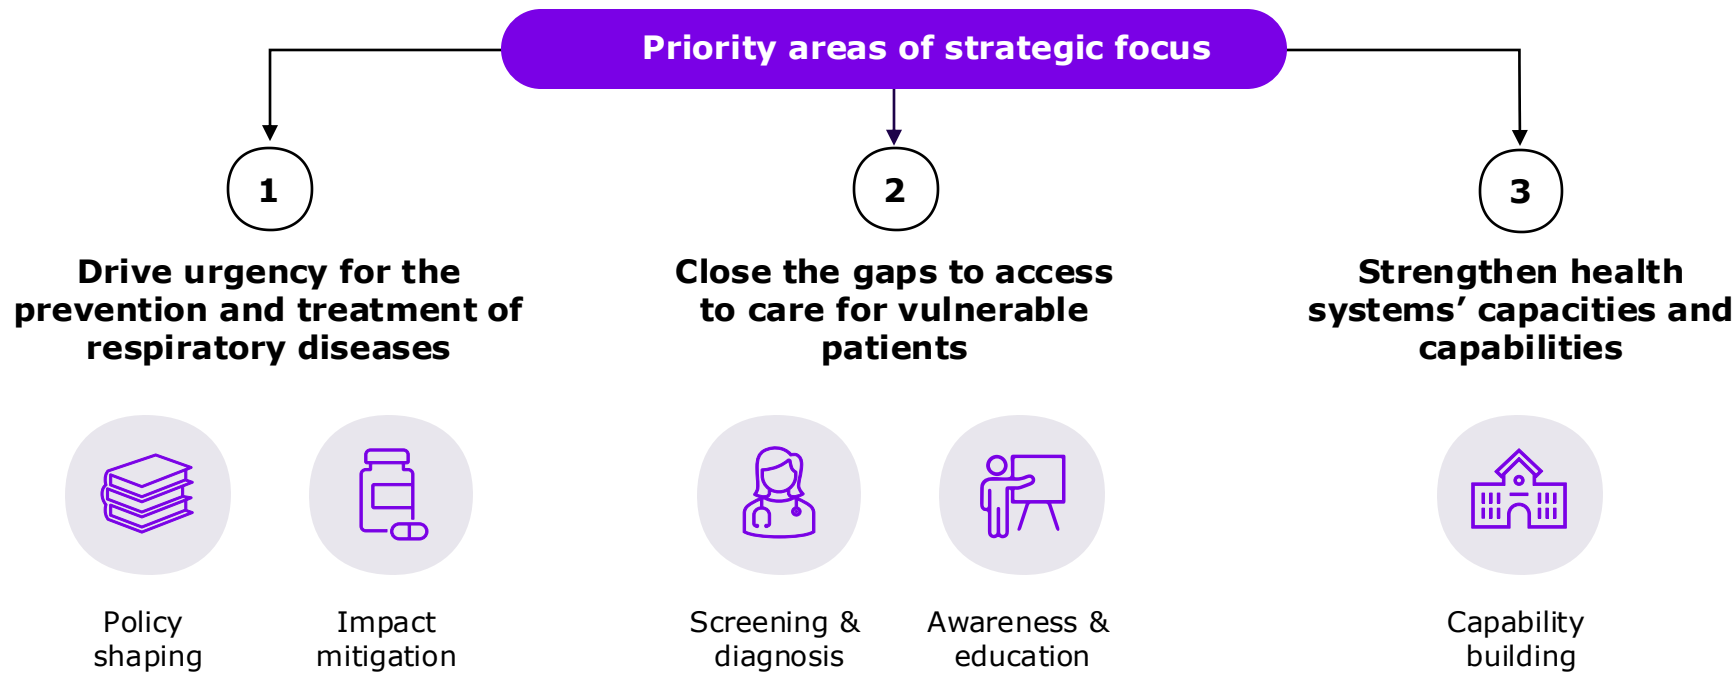 Priority areas of strategic focus
1
Drive urgency for the
prevention and treatment of
respiratory diseases
Policy
shaping
Impact
mitigation
2
Close the gaps to access
to care for vulnerable
patients
Screening &
diagnosis
Awareness &
education
3
Strengthen health
systems’ capacities and
capabilities
Capability
building